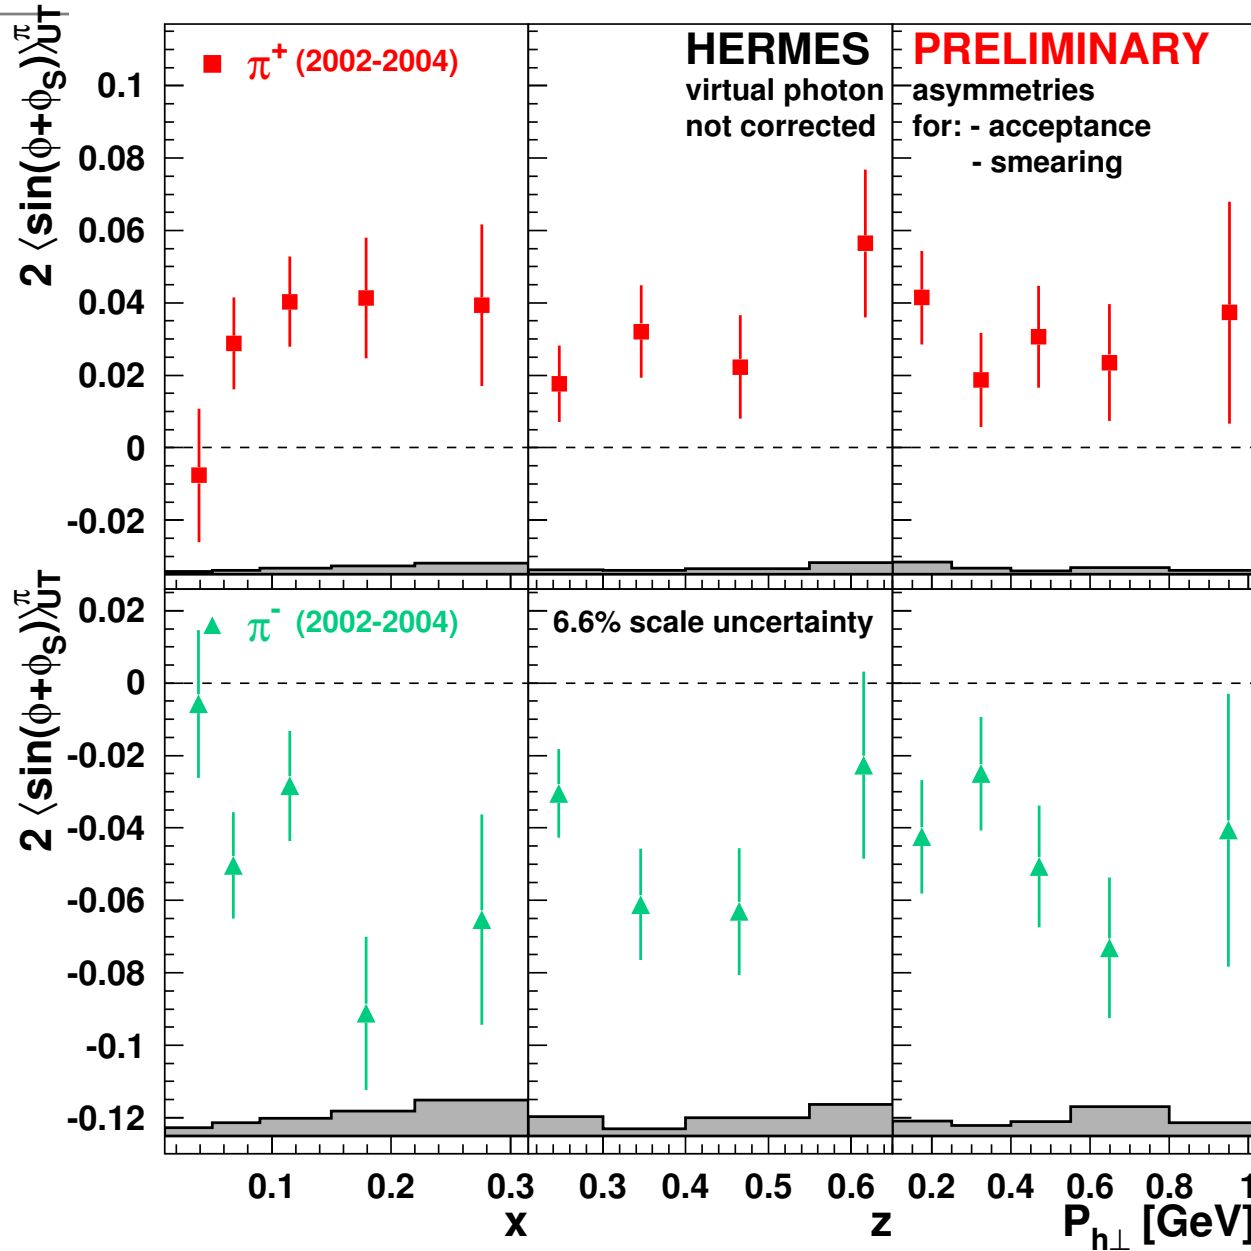 2 ⟨sin(ϕ+ϕS)⟩πUT
π+ (2002-2004)
HERMES PRELIMINARY
virtual photon asymmetries
not corrected for: - acceptance
- smearing
0.1
0.08
0.06
0.04
0.02
0
-0.02
2 ⟨sin(ϕ+ϕS)⟩πUT
π- (2002-2004)
6.6% scale uncertainty
0.02
0
-0.02
-0.04
-0.06
-0.08
-0.1
-0.12
0.1 0.2 0.3 0.3 0.4 0.5 0.6 0.2 0.4 0.6 0.8 1
x z Ph⊥ [GeV]